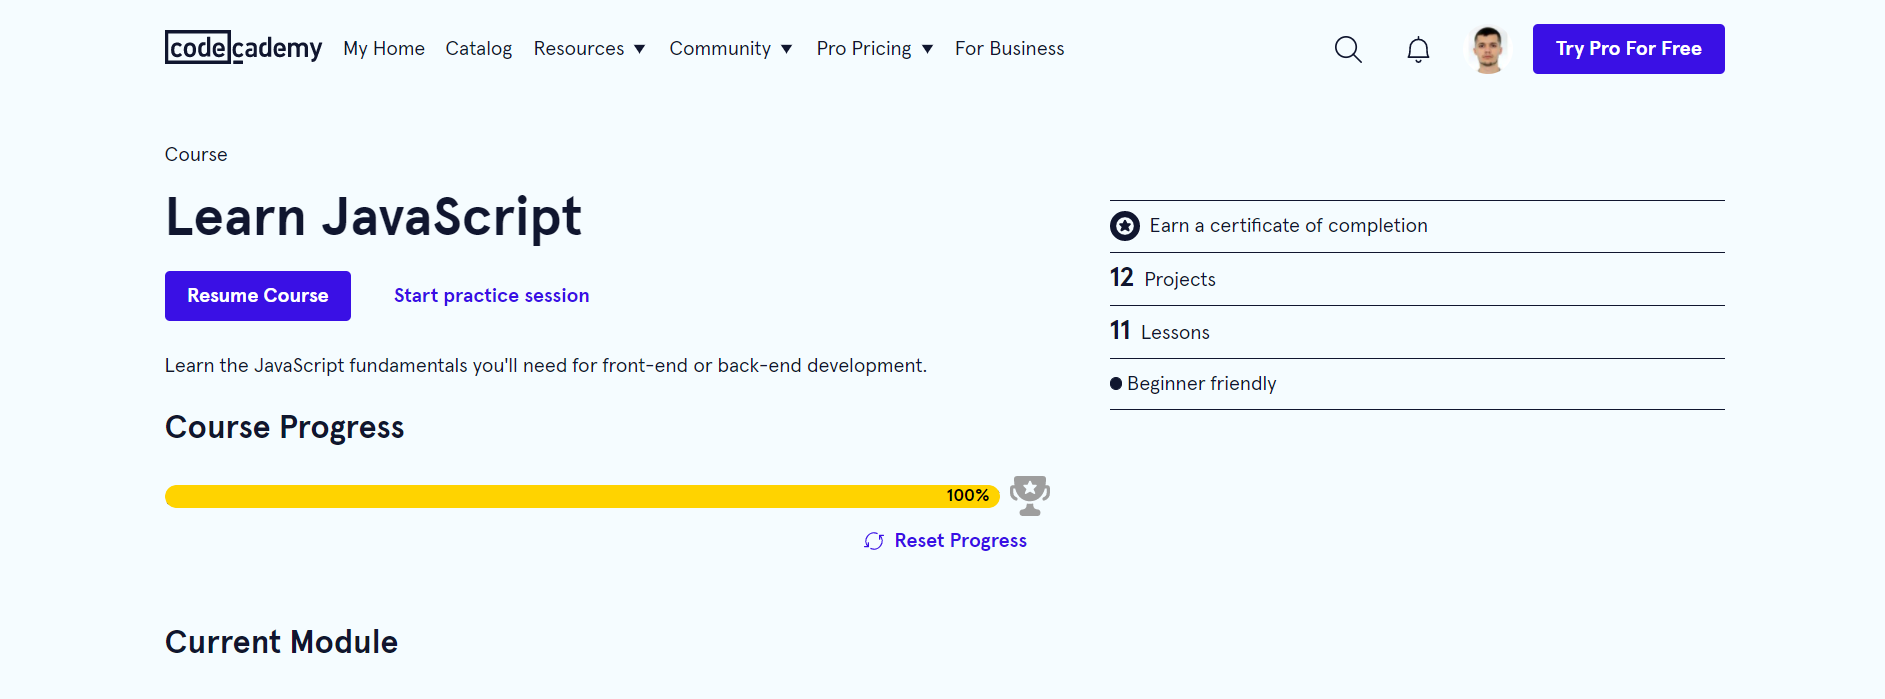 codecademy My Home Catalog Resources Community Pro Pricing For Business Try Pro For Free
Course
Learn JavaScript
Resume Course Start practice session
Learn the JavaScript fundamentals you'll need for front-end or back-end development.
Course Progress
100%
Reset Progress
Current Module
Earn a certificate of completion
12 Projects
11 Lessons
Beginner friendly